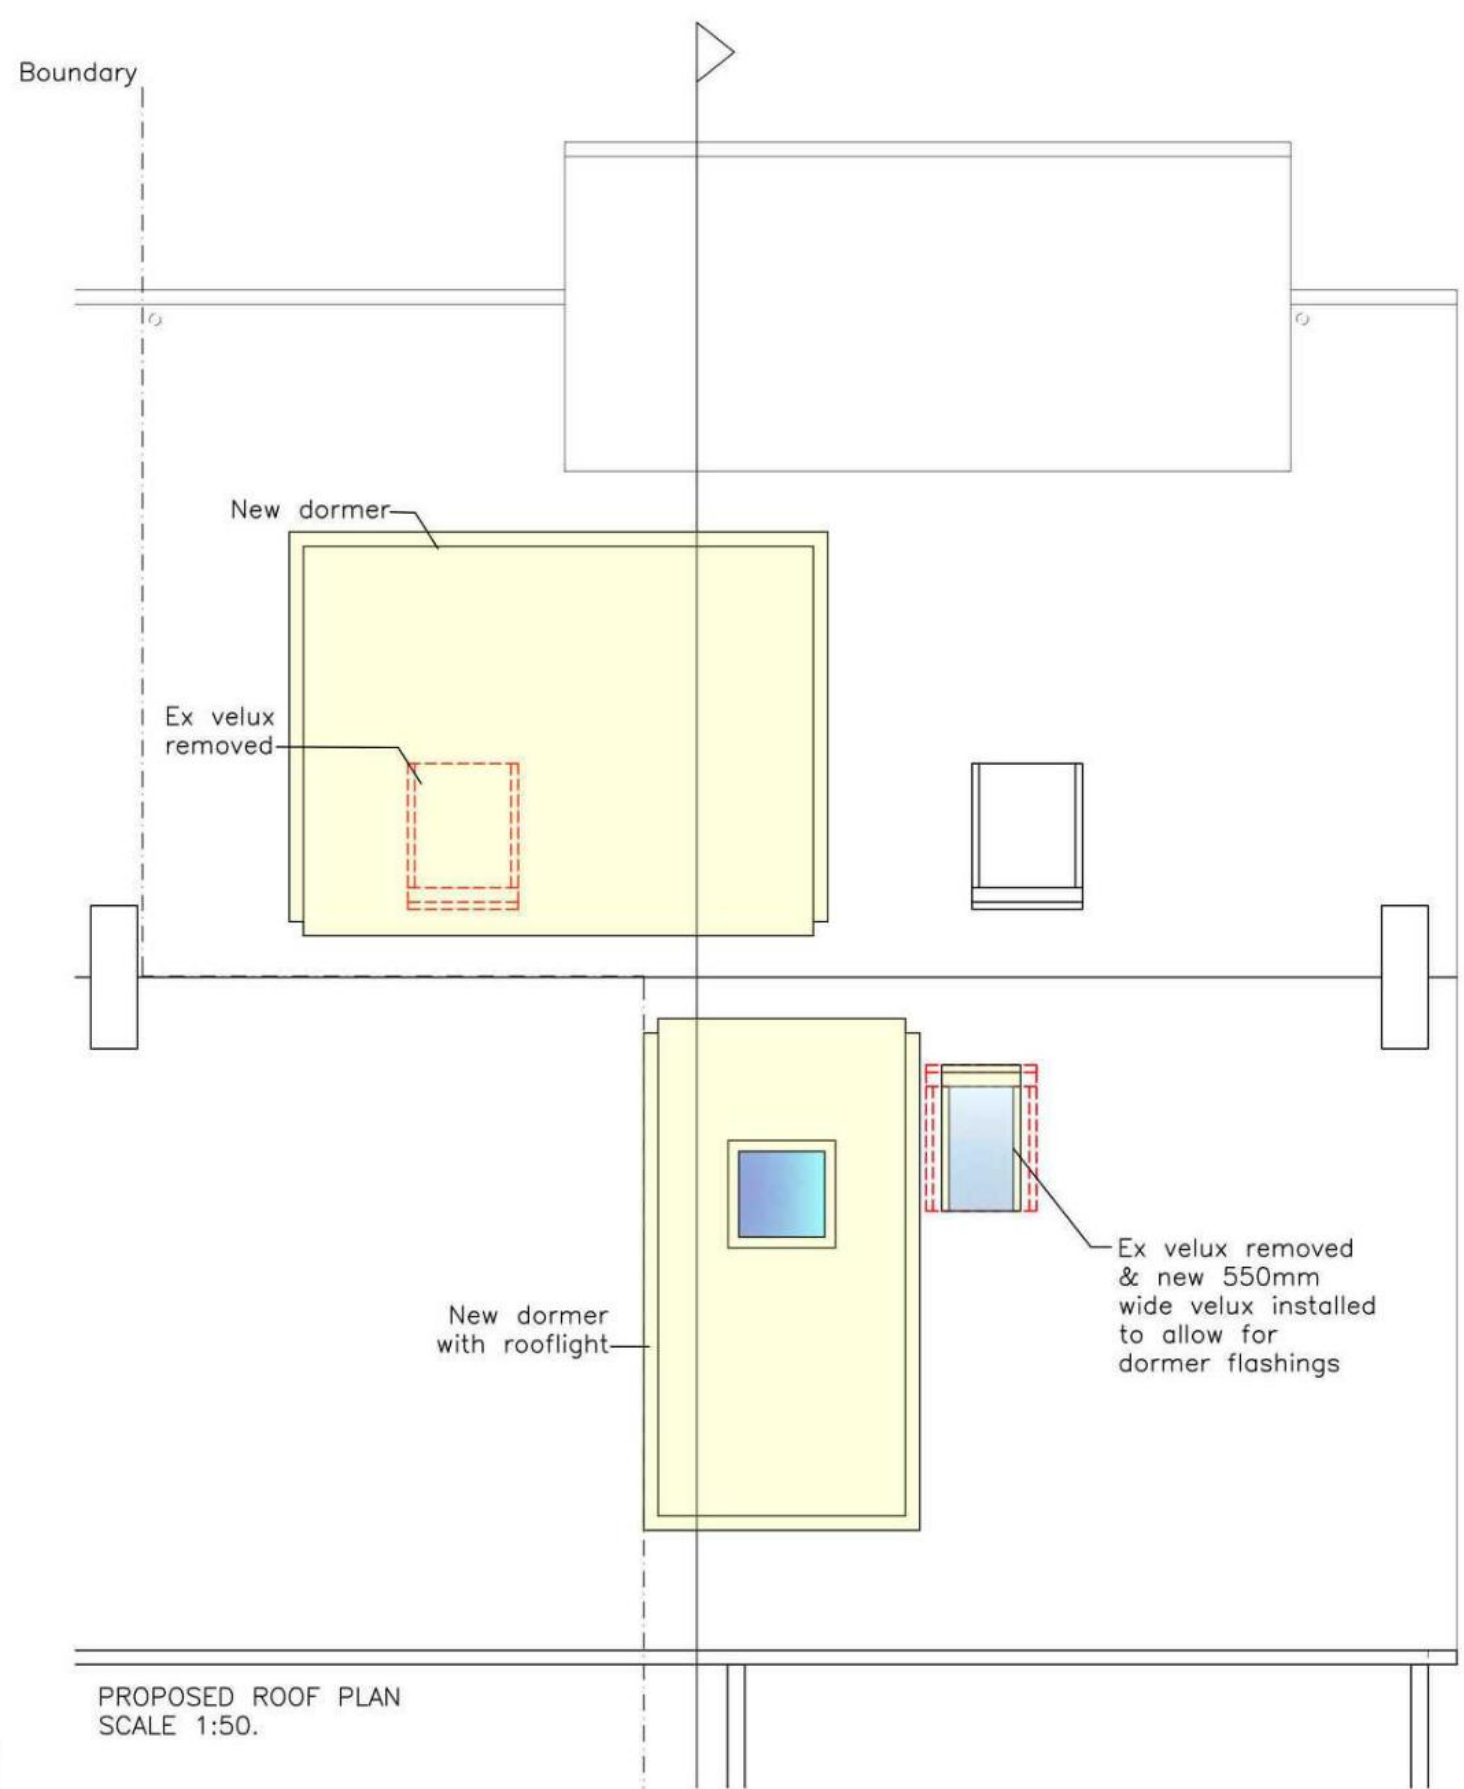 Boundary
New dormer
Ex velux
removed
Ex velux removed
& new 550mm
wide velux installed
to allow for
dormer flashings
New dormer
with rooflight
PROPOSED ROOF PLAN
SCALE 1:50.